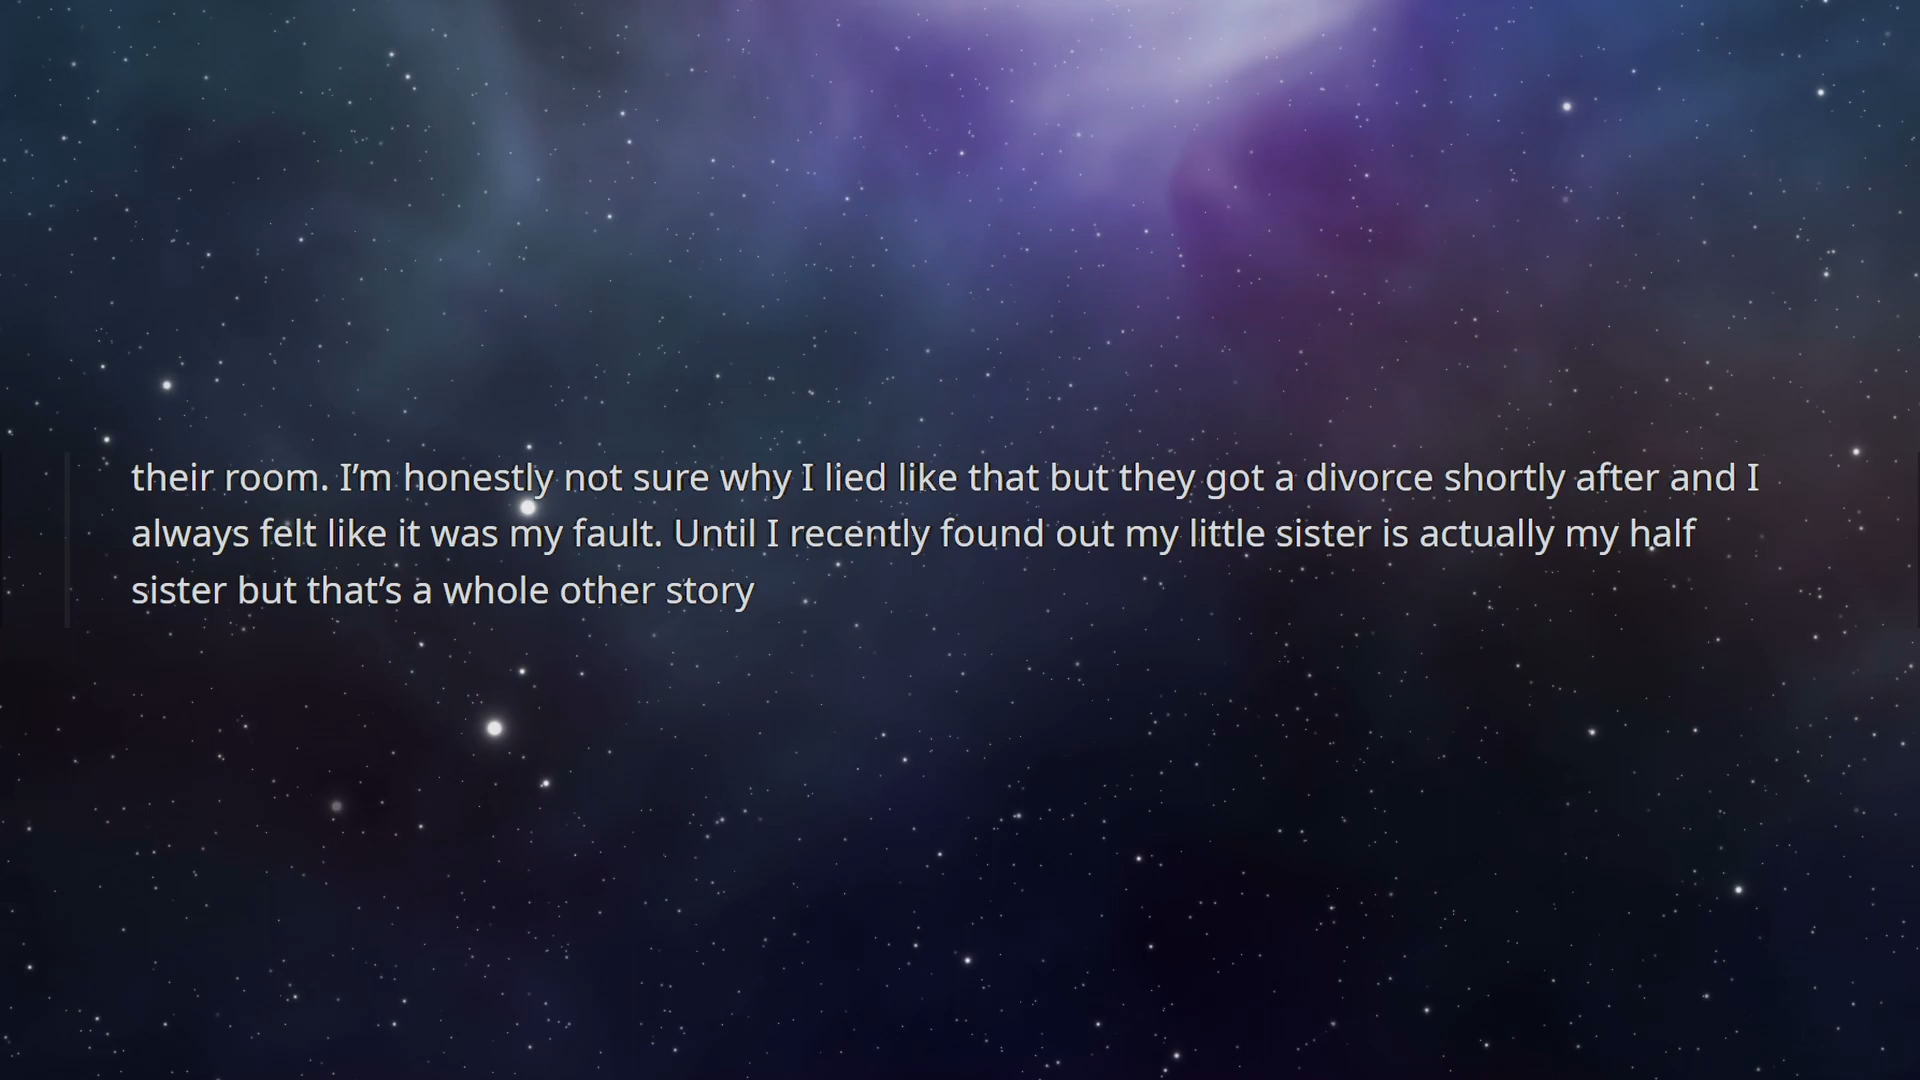 their room. I’m honestly not sure why I lied like that but they got a divorce shortly after and I
always felt like it was my fault. Until I recently found out my little sister is actually my half
sister but that’s a whole other story